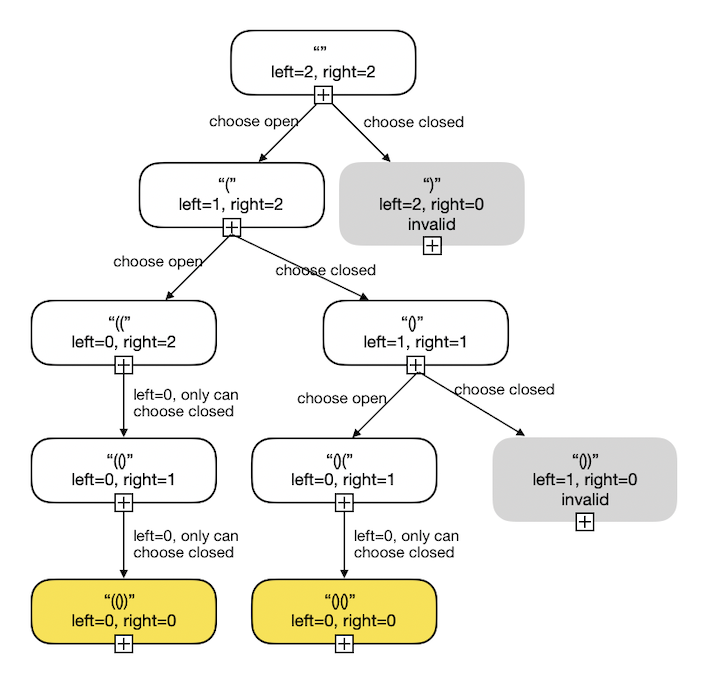 “”
left=2, right=2
choose open
choose closed
“(”
left=1, right=2
“)”
left=2, right=0
invalid
choose open
choose closed
“((”
left=0, right=2
“()”
left=1, right=1
left=0, only can
choose closed
choose open
choose closed
“(()”
left=0, right=1
“()(”
left=0, right=1
“())”
left=1, right=0
invalid
left=0, only can
choose closed
left=0, only can
choose closed
“(())”
left=0, right=0
“()()”
left=0, right=0